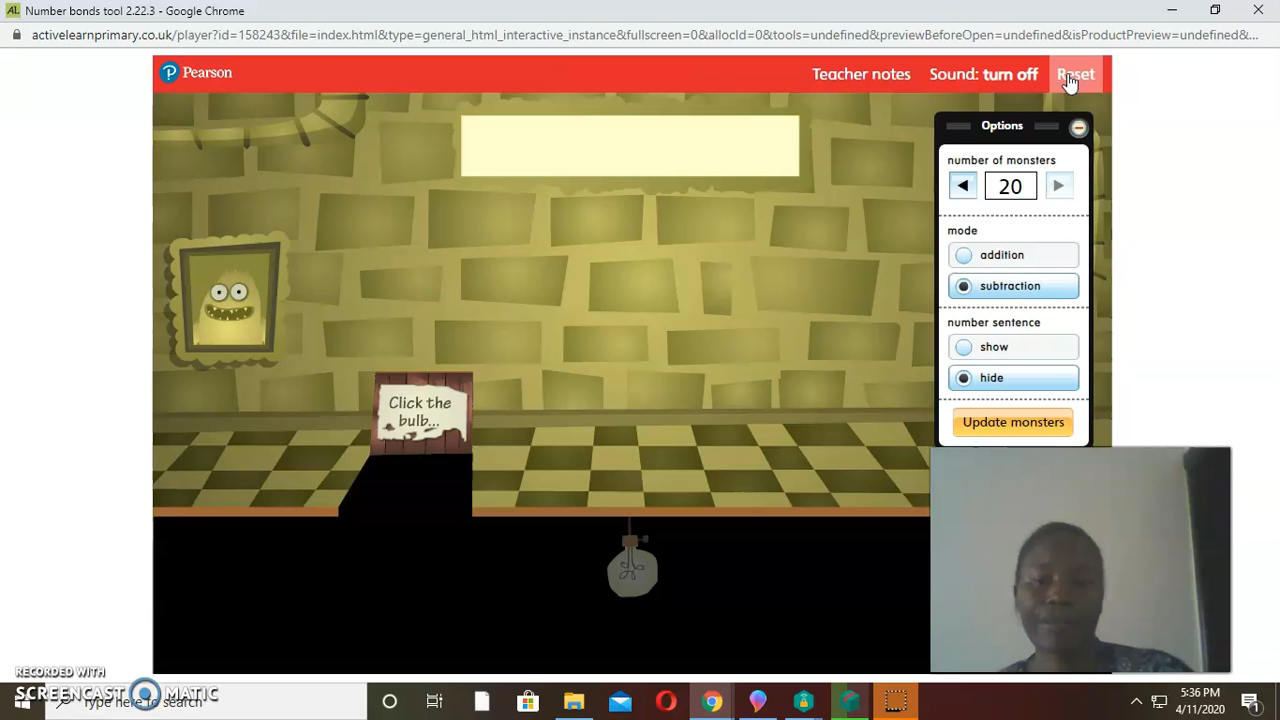 Number bonds tool 2.22.3 - Google Chrome
activelearnprimary.co.uk/player?id=158243&file=index.html&type=general_html_interactive_instance&fullscreen=0&allocId=0&tools=undefined&previewBeforeOpen=undefined&isProductPreview=undefined&...
Pearson
Teacher notes
Sound: turn off
Reset
Options
number of monsters
20
mode
addition
subtraction
number sentence
show
hide
Update monsters
Click the
bulb...
RECORDED WITH
SCREENCAST MATIC
Type here to search
5:36 PM
4/11/2020